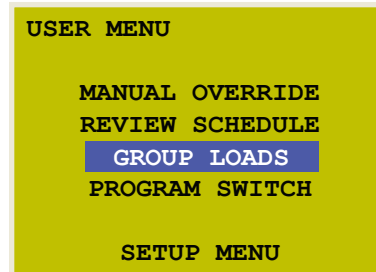 USER MENU
MANUAL OVERRIDE
REVIEW SCHEDULE
GROUP LOADS
PROGRAM SWITCH
SETUP MENU